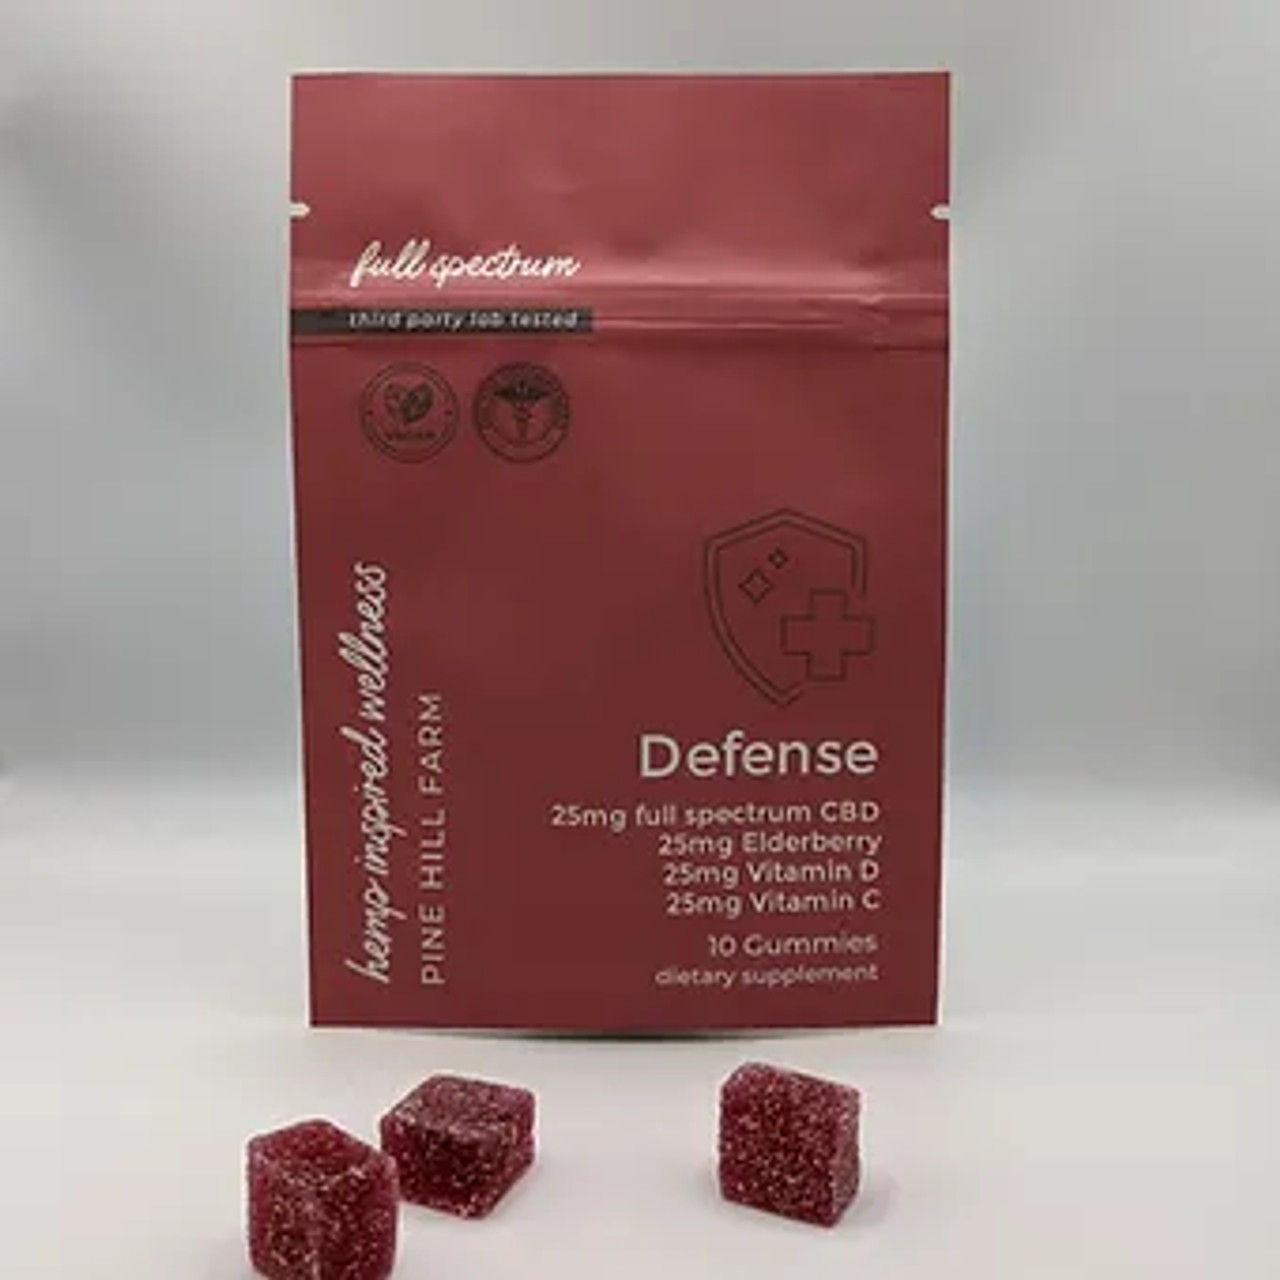 full spectrum
third party lab tested
VEGAN
hemp inspired wellness
PINE HILL FARM
Defense
25mg full spectrum CBD
25mg Elderberry
25mg Vitamin D
25mg Vitamin C
10 Gummies
dietary supplement